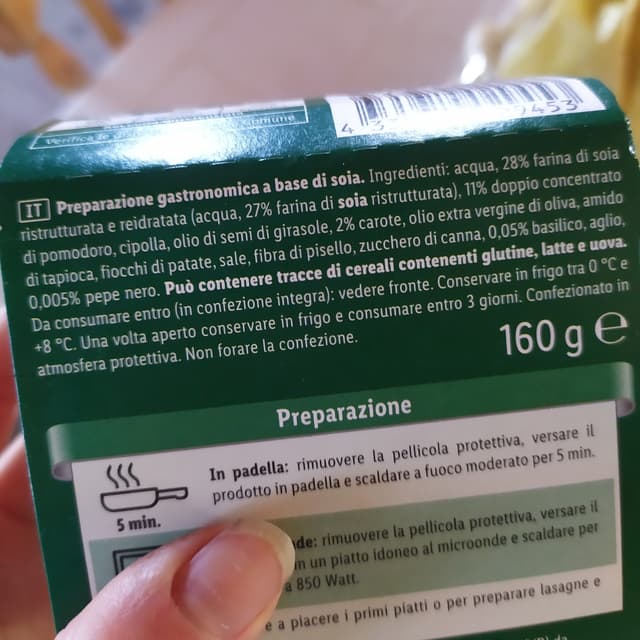 Verifica
comune
7453
IT Preparazione gastronomica a base di soia. Ingredienti: acqua, 28% farina di soia
ristrutturata e reidratata (acqua, 27% farina di soia ristrutturata), 11% doppio concentrato
di pomodoro, cipolla, olio di semi di girasole, 2% carote, olio extra vergine di oliva, amido
di tapioca, fiocchi di patate, sale, fibra di pisello, zucchero di canna, 0,05% basilico, aglio,
0,005% pepe nero. Può contenere tracce di cereali contenenti glutine, latte e uova.
Da consumare entro (in confezione integra): vedere fronte. Conservare in frigo tra 0 °C e
+8 °C. Una volta aperto conservare in frigo e consumare entro 3 giorni. Confezionato in
atmosfera protettiva. Non forare la confezione.
160 g e
Preparazione
In padella: rimuovere la pellicola protettiva, versare il
prodotto in padella e scaldare a fuoco moderato per 5 min.
5 min.
rimuovere la pellicola protettiva, versare il
un piatto idoneo al microonde e scaldare per
a 850 Watt.
e a piacere i primi piatti o per preparare lasagne e